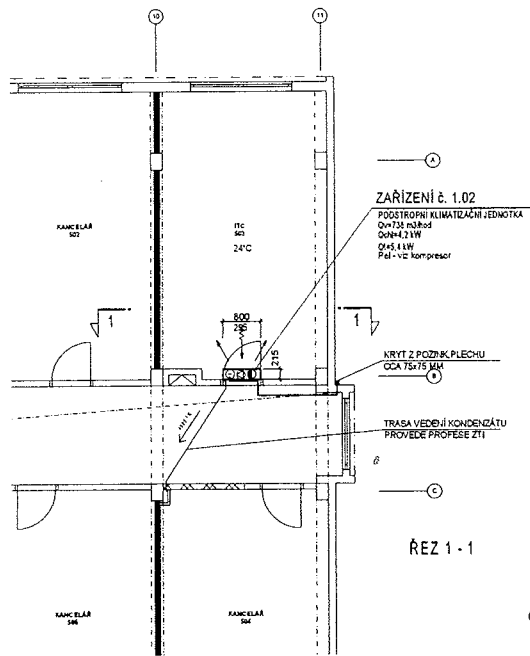 10
11
A
ZAŘÍZENÍ č. 1.02
PODSTROPNÍ KLIMATIZAČNÍ JEDNOTKA
Qv=738 m3/hod
Qchl=4,2 kW
Qt=5,4 kW
Pel - viz kompresor
KANCELÁŘ
502
ITC
503
24°C
1
800
295
215
1
KRYT Z POZINK.PLECHU
CCA 75x75 MM
B
TRASA VEDENÍ KONDENZÁTU
PROVEDE PROFESE ZTI
C
ŘEZ 1 - 1
KANCELÁŘ
KANCELÁŘ
504